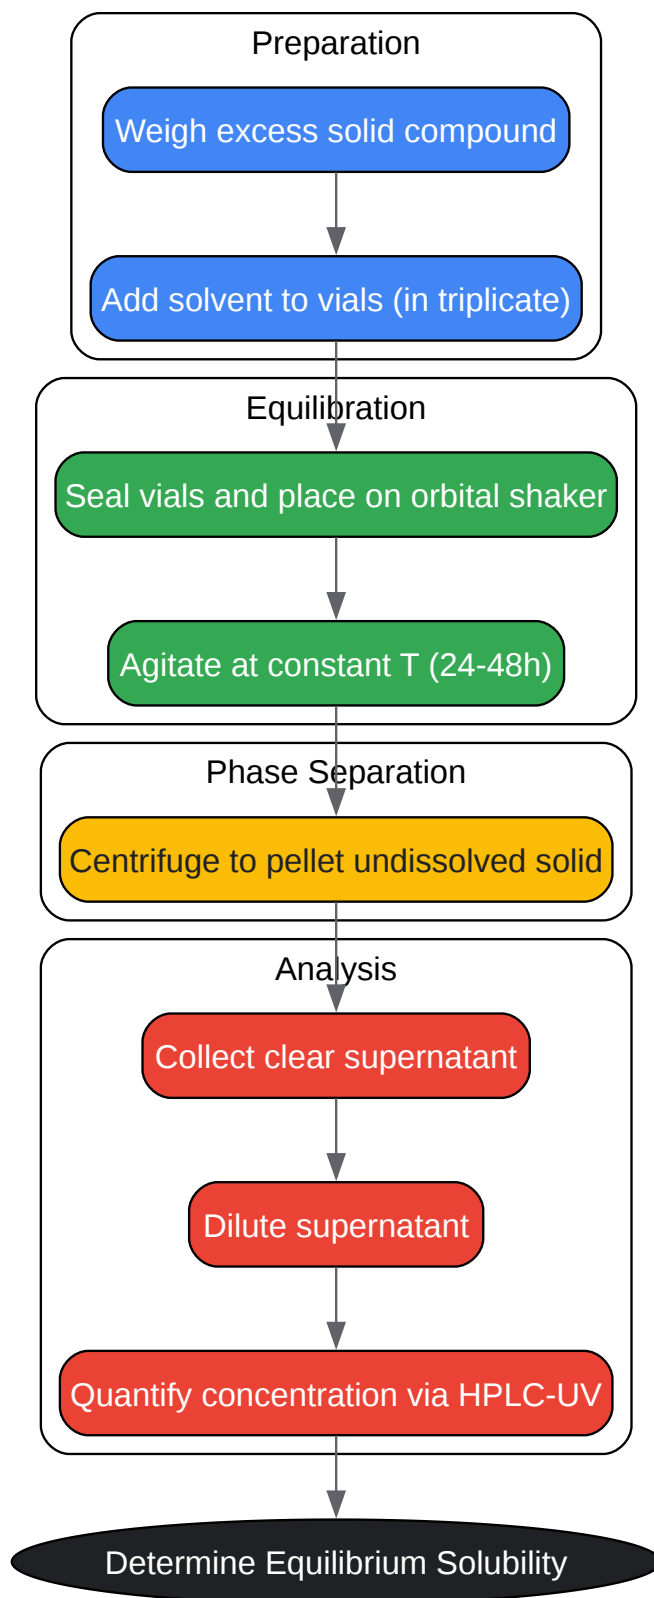 Preparation
Weigh excess solid compound
Add solvent to vials (in triplicate)
Equilibration
Seal vials and place on orbital shaker
Agitate at constant T (24-48h)
Phase Separation
Centrifuge to pellet undissolved solid
Analysis
Collect clear supernatant
Dilute supernatant
Quantify concentration via HPLC-UV
Determine Equilibrium Solubility